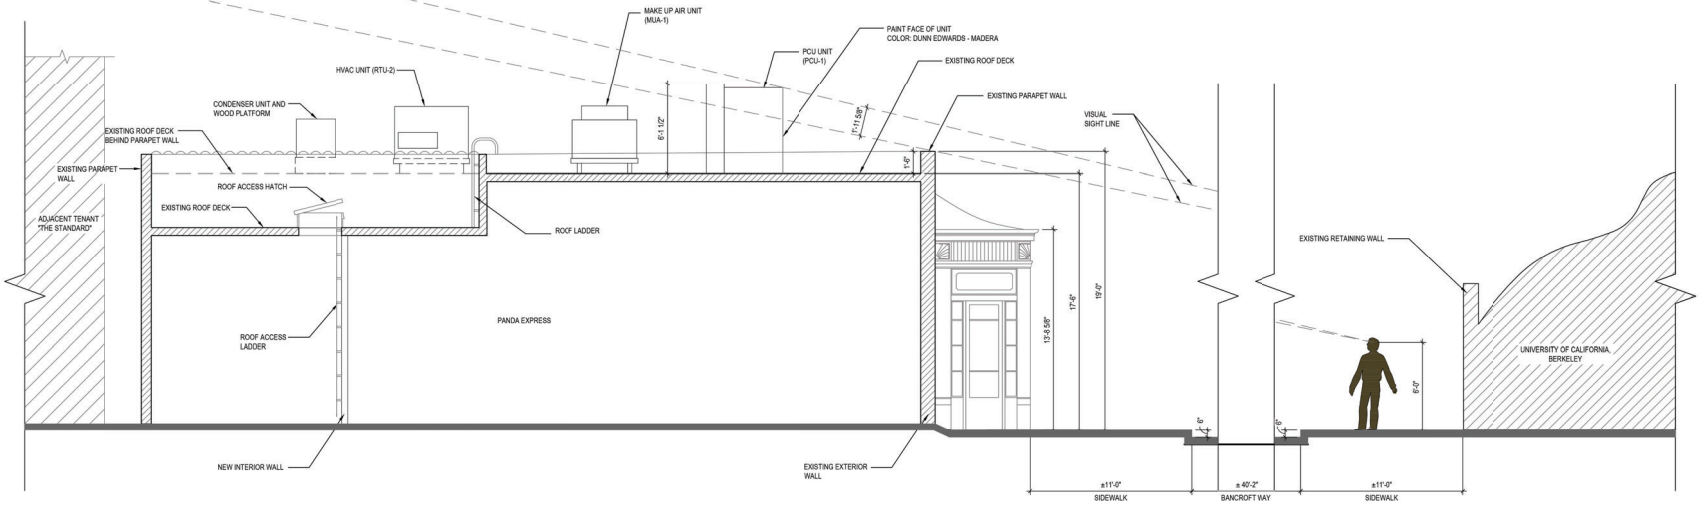 MAKE UP AIR UNIT
(MUA-1)
PAINT FACE OF UNIT
COLOR: DUNN EDWARDS - MADERA
PCU UNIT
(PCU-1)
EXISTING ROOF DECK
HVAC UNIT (RTU-2)
EXISTING PARAPET WALL
CONDENSER UNIT AND
WOOD PLATFORM
VISUAL
SIGHT LINE
6'-1 1/2"
1'-11 5/8"
EXISTING ROOF DECK
BEHIND PARAPET WALL
1'-6"
EXISTING PARAPET
WALL
ROOF ACCESS HATCH
EXISTING ROOF DECK
ADJACENT TENANT
"THE STANDARD"
ROOF LADDER
EXISTING RETAINING WALL
19'-0"
17'-6"
13'-8 5/8"
PANDA EXPRESS
ROOF ACCESS
LADDER
UNIVERSITY OF CALIFORNIA,
BERKELEY
6'-0"
6"
6"
NEW INTERIOR WALL
EXISTING EXTERIOR
WALL
±11'-0"
SIDEWALK
± 40'-2"
BANCROFT WAY
±11'-0"
SIDEWALK